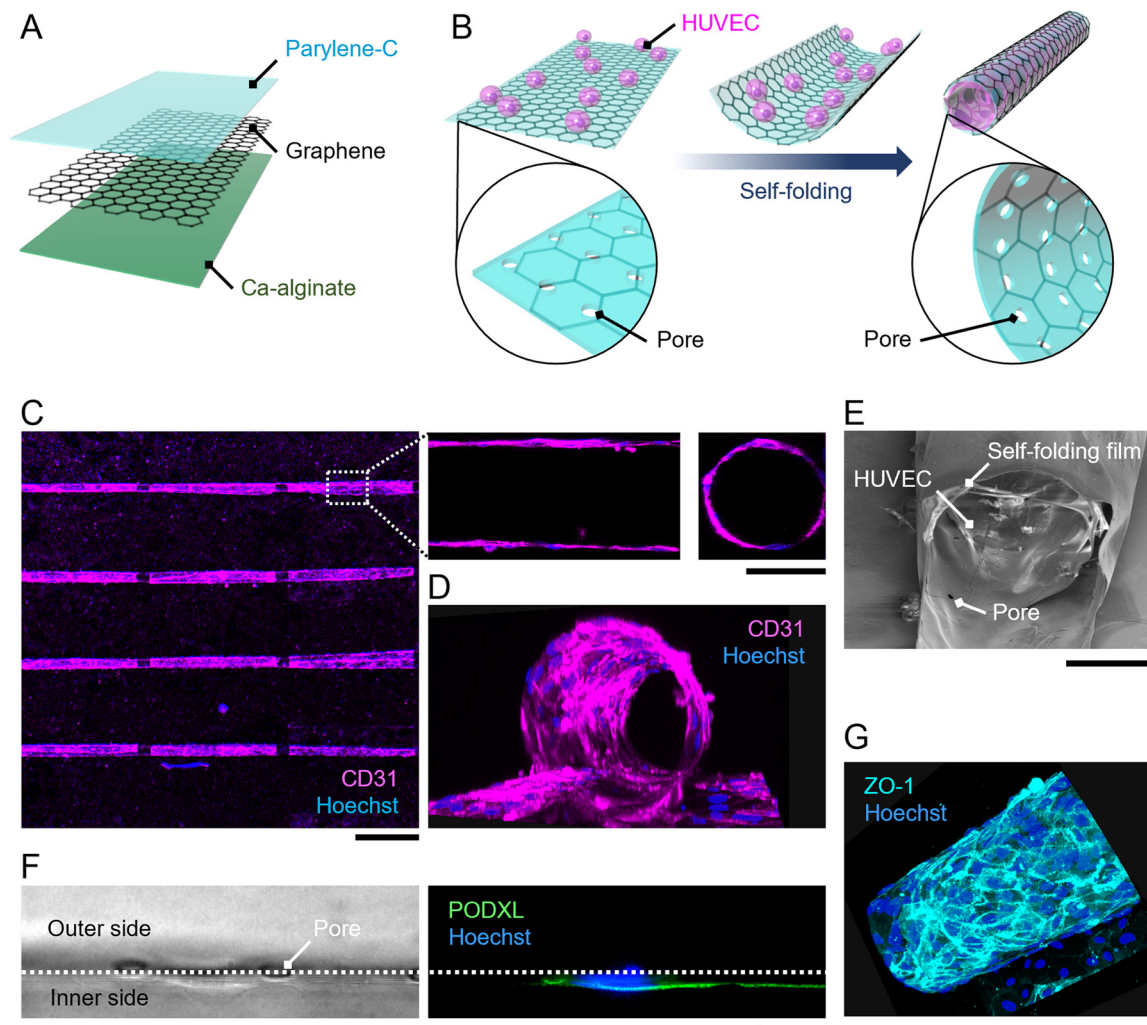 A
Parylene-C
Graphene
Ca-alginate
B
HUVEC
Self-folding
Pore
Pore
C
CD31
Hoechst
D
CD31
Hoechst
E
Self-folding film
HUVEC
Pore
F
Outer side
Pore
Inner side
PODXL
Hoechst
G
ZO-1
Hoechst